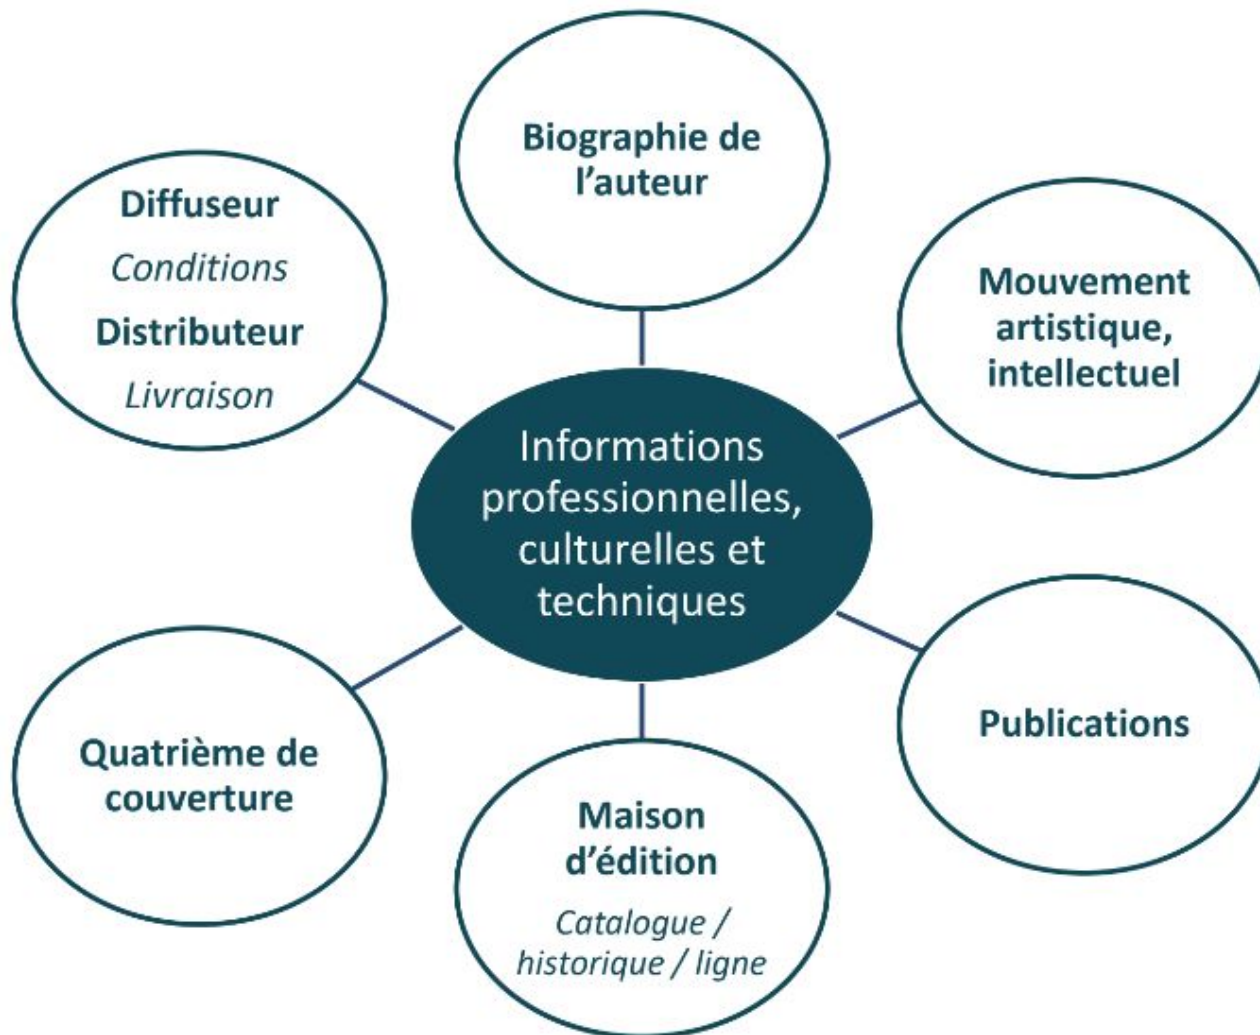 Biographie de
l'auteur
Diffuseur
Conditions
Distributeur
Livraison
Mouvement
artistique,
intellectuel
Informations
professionnelles,
culturelles et
techniques
Quatrième de
couverture
Publications
Maison
d'édition
Catalogue /
historique / ligne